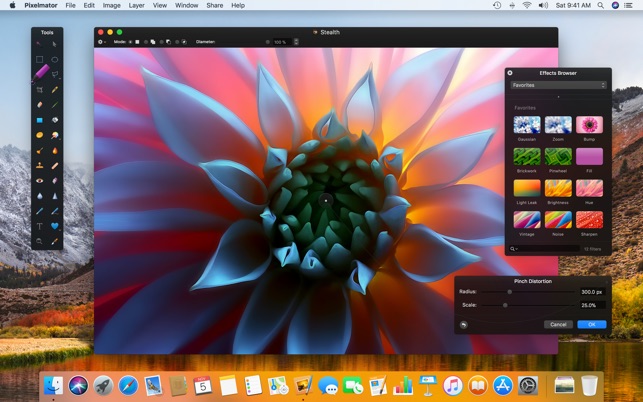 Pixelmator File Edit Image Layer View Window Share Help
Sat 9:41 AM
Tools
Stealth
Mode:
Diameter:
100 %
Effects Browser
Favorites
Favorites
Gaussian Zoom Bump
Brickwork Pinwheel Fill
Light Leak Brightness Hue
Vintage Noise Sharpen
12 filters
Pinch Distortion
Radius: 300.0 px
Scale: 25.0%
Cancel OK
5